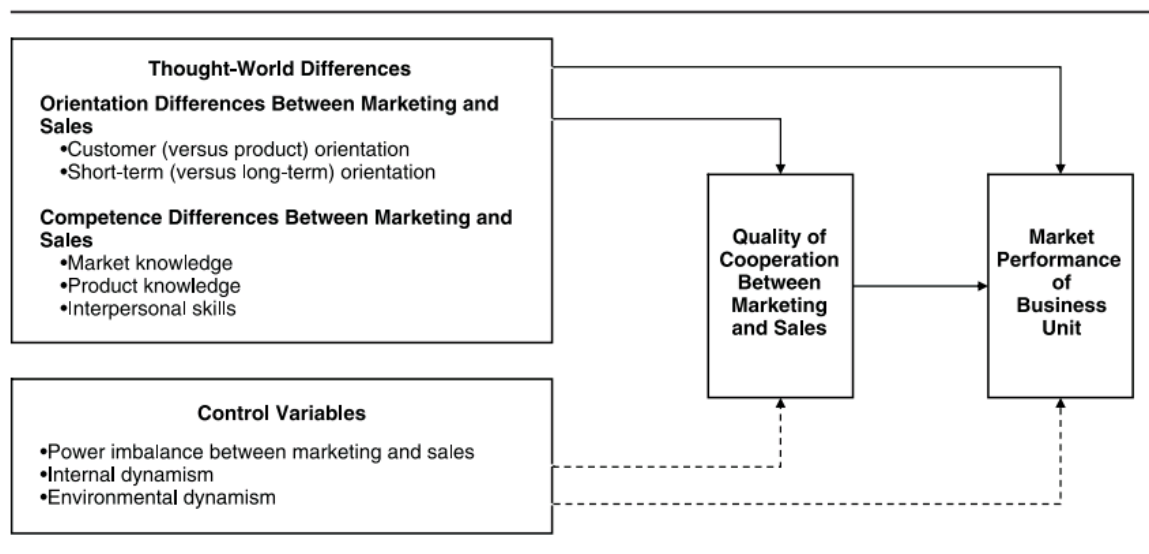 Thought-World Differences
Orientation Differences Between Marketing and
Sales
•Customer (versus product) orientation
•Short-term (versus long-term) orientation
Competence Differences Between Marketing and
Sales
•Market knowledge
•Product knowledge
•Interpersonal skills
Quality of
Cooperation
Between
Marketing
and Sales
Market
Performance
of
Business
Unit
Control Variables
•Power imbalance between marketing and sales
•Internal dynamism
•Environmental dynamism